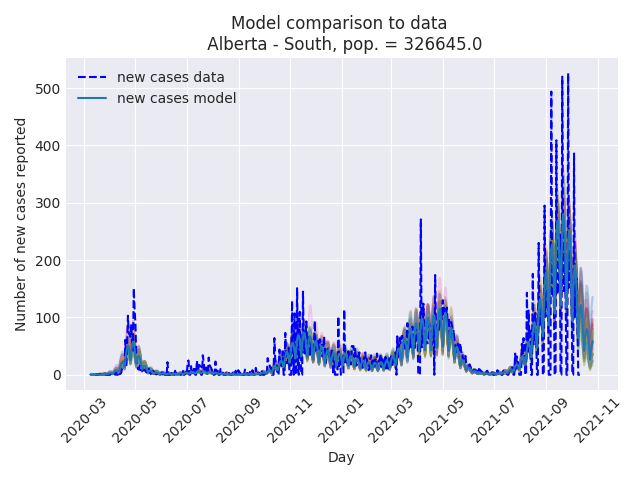 Model comparison to data
Alberta - South, pop. = 326645.0
new cases data
new cases model
Number of new cases reported
500
400
300
200
100
0
2020-03
2020-05
2020-07
2020-09
2020-11
2021-01
2021-03
2021-05
2021-07
2021-09
2021-11
Day